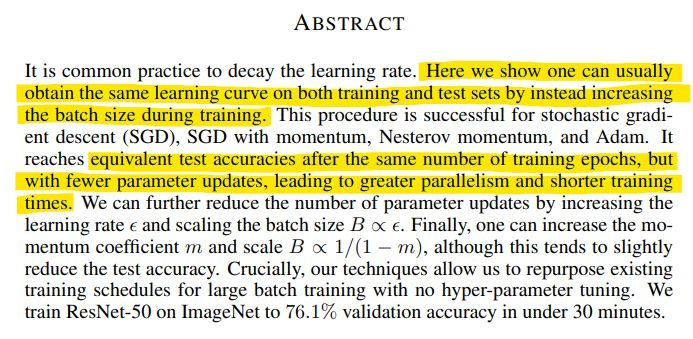 ABSTRACT
It is common practice to decay the learning rate. Here we show one can usually
obtain the same learning curve on both training and test sets by instead increasing
the batch size during training. This procedure is successful for stochastic gradi-
ent descent (SGD), SGD with momentum, Nesterov momentum, and Adam. It
reaches equivalent test accuracies after the same number of training epochs, but
with fewer parameter updates, leading to greater parallelism and shorter training
times. We can further reduce the number of parameter updates by increasing the
learning rate ϵ and scaling the batch size B ∝ ϵ. Finally, one can increase the mo-
mentum coefficient m and scale B ∝ 1/(1 − m), although this tends to slightly
reduce the test accuracy. Crucially, our techniques allow us to repurpose existing
training schedules for large batch training with no hyper-parameter tuning. We
train ResNet-50 on ImageNet to 76.1% validation accuracy in under 30 minutes.